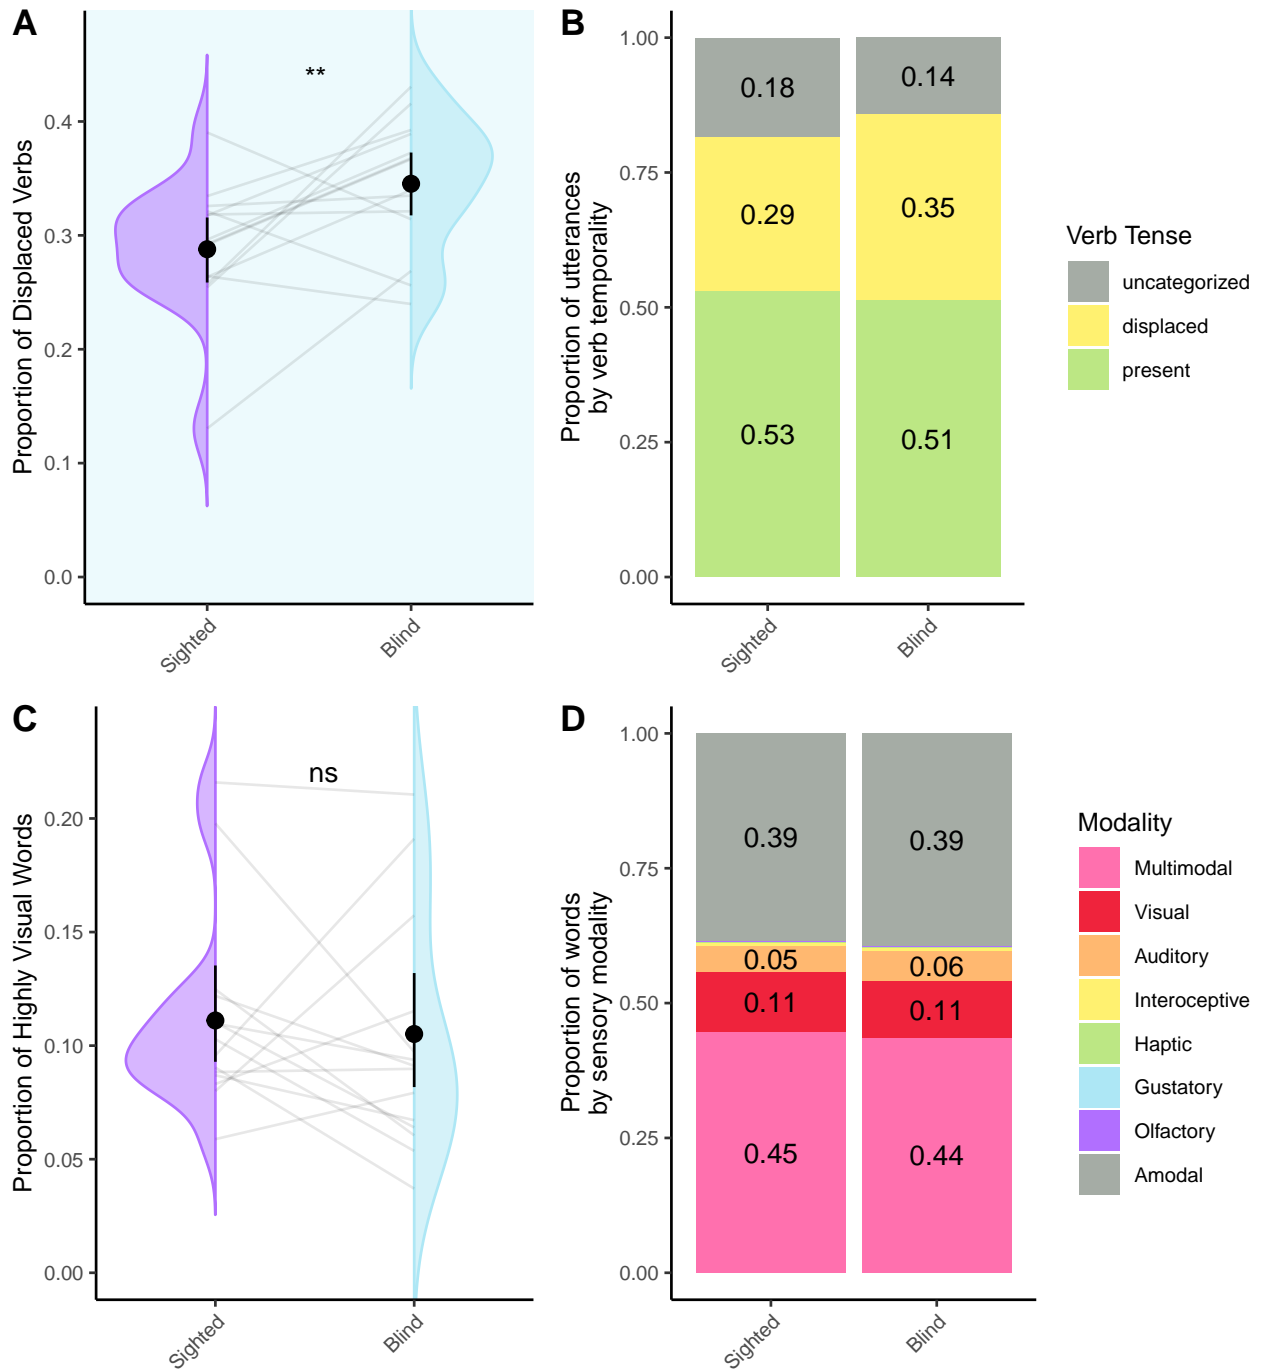 A
Proportion of Displaced Verbs
0.4
0.3
0.2
0.1
0.0
**
Sighted
Blind
B
Proportion of utterances
by verb temporality
1.00
0.75
0.50
0.25
0.00
0.18
0.14
0.29
0.35
0.53
0.51
Sighted
Blind
Verb Tense
uncategorized
displaced
present
C
Proportion of Highly Visual Words
0.20
0.15
0.10
0.05
0.00
ns
Sighted
Blind
D
Proportion of words
by sensory modality
1.00
0.75
0.50
0.25
0.00
0.39
0.39
0.05
0.06
0.11
0.11
0.45
0.44
Sighted
Blind
Modality
Multimodal
Visual
Auditory
Interoceptive
Haptic
Gustatory
Olfactory
Amodal